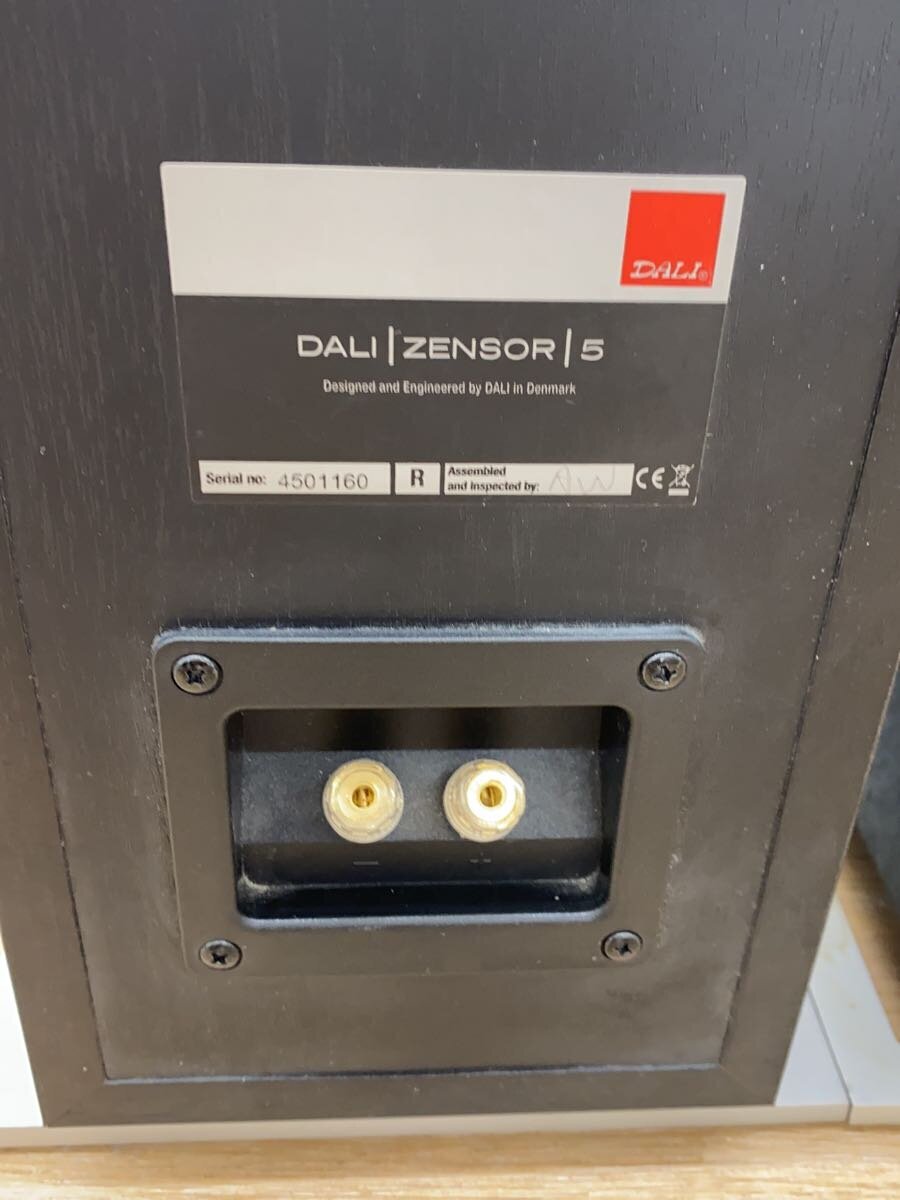 DALI®
DALI|ZENSOR|5
Designed and Engineered by DALI in Denmark
Serial no: 4501160
R
Assembled
and inspected by: AW
CE